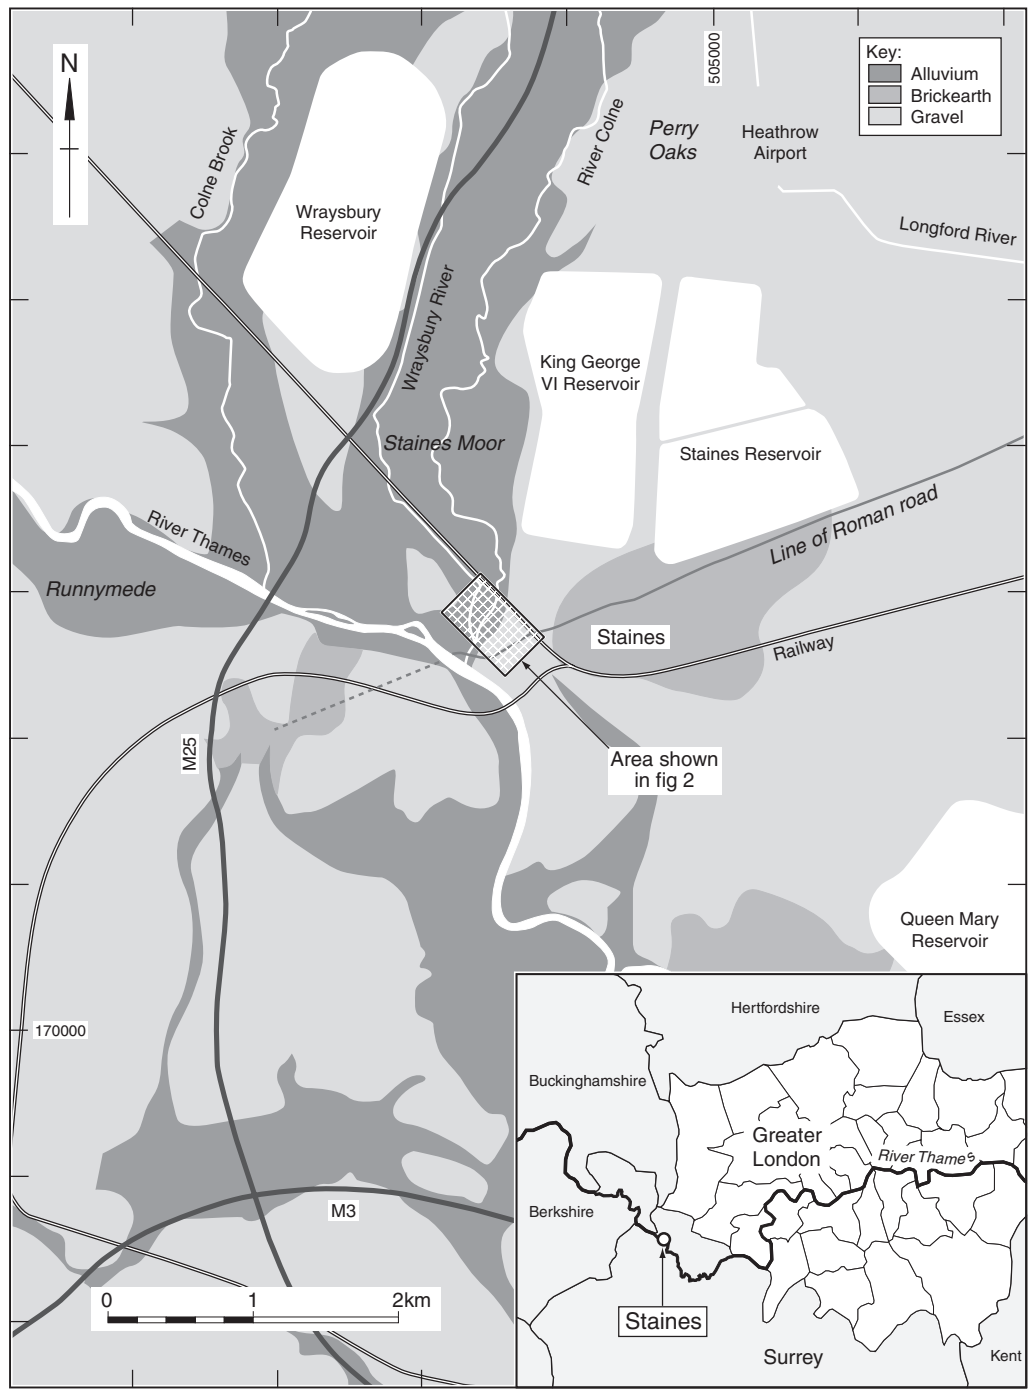 N
505000
Key:
Alluvium
Brickearth
Gravel
Colne Brook
River Colne
Perry
Oaks
Heathrow
Airport
Wraysbury
Reservoir
Longford River
Wraysbury River
King George
VI Reservoir
Staines Moor
Staines Reservoir
Line of Roman road
River Thames
Runnymede
Staines
Railway
M25
Area shown
in fig 2
Queen Mary
Reservoir
170000
M3
0 1 2km
Hertfordshire
Essex
Buckinghamshire
Greater
London
River Thames
Berkshire
Staines
Surrey
Kent